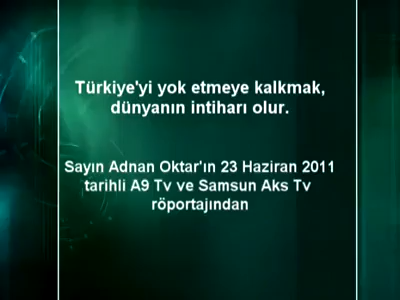 Türkiye'yi yok etmeye kalkmak,
dünyanın intiharı olur.
Sayın Adnan Oktar'ın 23 Haziran 2011
tarihli A9 Tv ve Samsun Aks Tv
röportajından